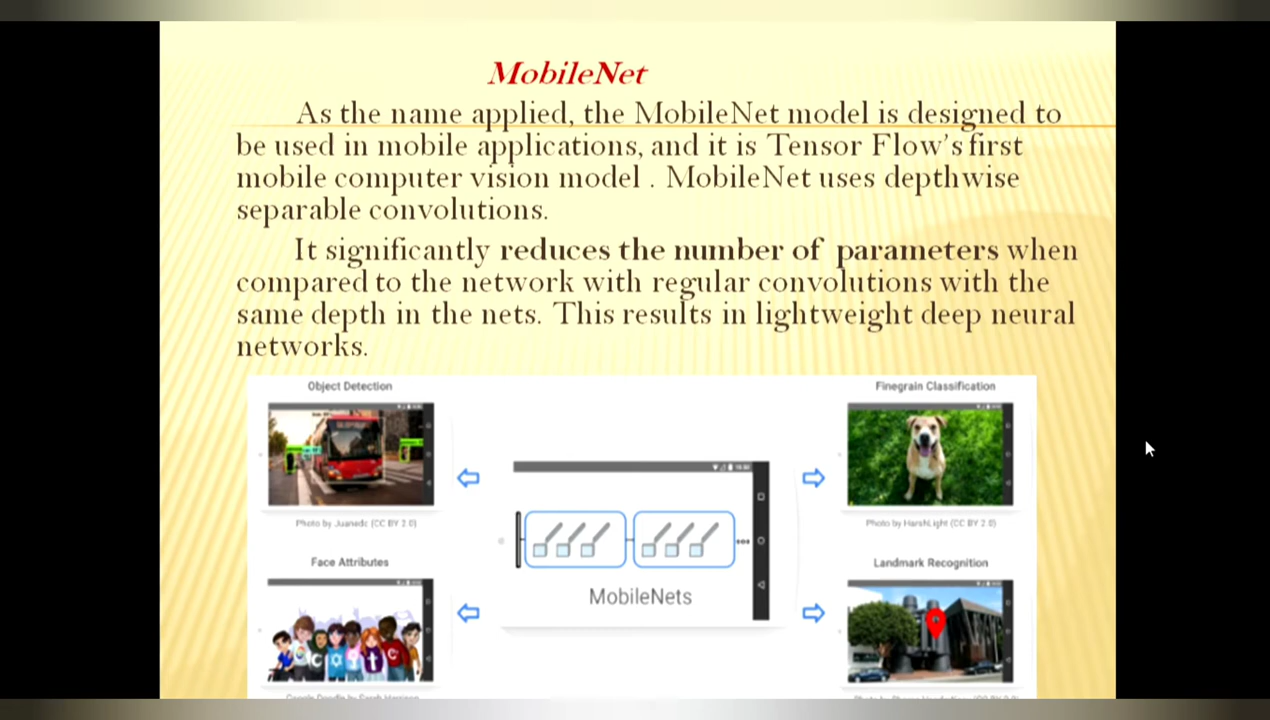 MobileNet
As the name applied, the MobileNet model is designed to
be used in mobile applications, and it is Tensor Flow's first
mobile computer vision model . MobileNet uses depthwise
separable convolutions.
It significantly reduces the number of parameters when
compared to the network with regular convolutions with the
same depth in the nets. This results in lightweight deep neural
networks.
Object Detection
Finegrain Classification
Photo by Juanedc (CC BY 2.0)
Photo by HarshLight (CC BY 2.0)
Face Attributes
Landmark Recognition
MobileNets